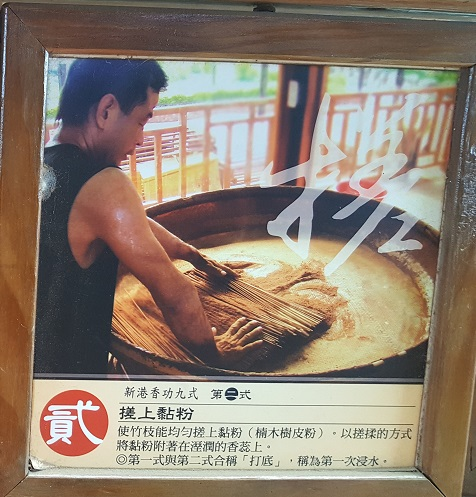 搓
新港香功九式 第二式
貳
搓上黏粉
使竹枝能均勻搓上黏粉（楠木樹皮粉）。以搓揉的方式
將黏粉附著在溼潤的香蕊上。
◎第一式與第二式合稱「打底」，稱為第一次浸水。